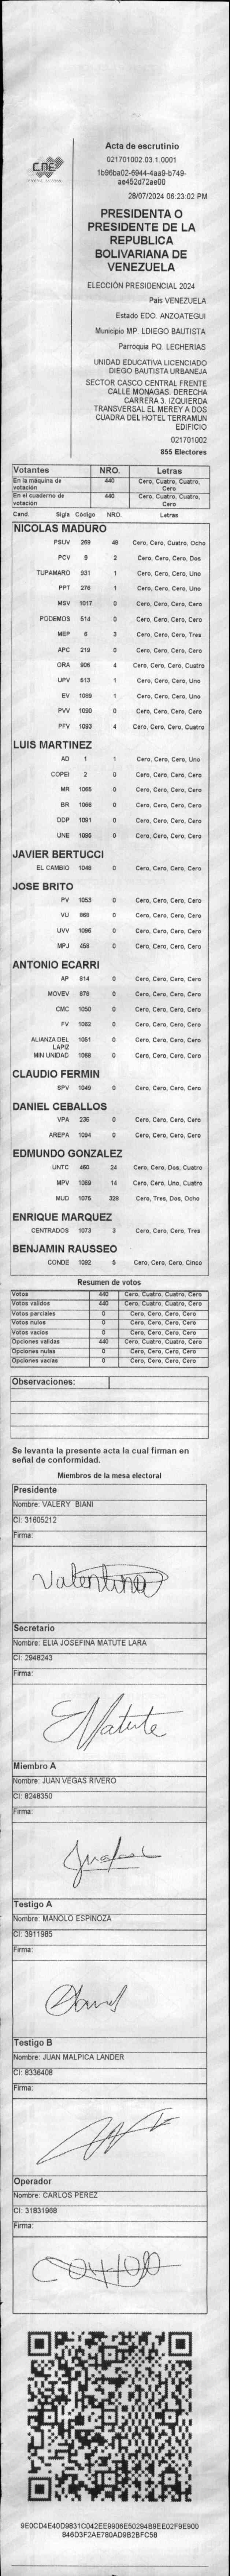 CNE
Acta de escrutinio
021701002.03.1.0001
1b96ba02-6944-4aa9-b749-
ae452d72ae00
28/07/2024 06:23:02 PM
PRESIDENTA O
PRESIDENTE DE LA
REPUBLICA
BOLIVARIANA DE
VENEZUELA
ELECCIÓN PRESIDENCIAL 2024
Pais VENEZUELA
Estado EDO. ANZOATEGUI
Municipio MP. LDIEGO BAUTISTA
Parroquia PQ. LECHERIAS
UNIDAD EDUCATIVA LICENCIADO
DIEGO BAUTISTA URBANEJA
SECTOR CASCO CENTRAL FRENTE
CALLE MONAGAS. DERECHA
CARRERA 3. IZQUIERDA
TRANSVERSAL EL MEREY A DOS
CUADRA DEL HOTEL TERRAMUN
EDIFICIO
021701002
855 Electores
Votantes NRO. Letras
En la máquina de votación 440 Cero, Cuatro, Cuatro, Cero
En el cuaderno de votación 440 Cero, Cuatro, Cuatro, Cero
Cand. Sigla Código NRO. Letras
NICOLAS MADURO
PSUV 269 48 Cero, Cero, Cuatro, Ocho
PCV 9 2 Cero, Cero, Cero, Dos
TUPAMARO 931 1 Cero, Cero, Cero, Uno
PPT 276 1 Cero, Cero, Cero, Uno
MSV 1017 0 Cero, Cero, Cero, Cero
PODEMOS 514 0 Cero, Cero, Cero, Cero
MEP 6 3 Cero, Cero, Cero, Tres
APC 219 0 Cero, Cero, Cero, Cero
ORA 906 4 Cero, Cero, Cero, Cuatro
UPV 613 1 Cero, Cero, Cero, Uno
EV 1089 1 Cero, Cero, Cero, Uno
PVV 1090 0 Cero, Cero, Cero, Cero
PFV 1093 4 Cero, Cero, Cero, Cuatro
LUIS MARTINEZ
AD 1 1 Cero, Cero, Cero, Uno
COPEI 2 0 Cero, Cero, Cero, Cero
MR 1065 0 Cero, Cero, Cero, Cero
BR 1066 0 Cero, Cero, Cero, Cero
DDP 1091 0 Cero, Cero, Cero, Cero
UNE 1095 0 Cero, Cero, Cero, Cero
JAVIER BERTUCCI
EL CAMBIO 1048 0 Cero, Cero, Cero, Cero
JOSE BRITO
PV 1053 0 Cero, Cero, Cero, Cero
VU 868 0 Cero, Cero, Cero, Cero
UVV 1096 0 Cero, Cero, Cero, Cero
MPJ 458 0 Cero, Cero, Cero, Cero
ANTONIO ECARRI
AP 814 0 Cero, Cero, Cero, Cero
MOVEV 978 0 Cero, Cero, Cero, Cero
CMC 1050 0 Cero, Cero, Cero, Cero
FV 1062 0 Cero, Cero, Cero, Cero
ALIANZA DEL LAPIZ 1061 0 Cero, Cero, Cero, Cero
MIN UNIDAD 1068 0 Cero, Cero, Cero, Cero
CLAUDIO FERMIN
SPV 1049 0 Cero, Cero, Cero, Cero
DANIEL CEBALLOS
VPA 235 0 Cero, Cero, Cero, Cero
AREPA 1094 0 Cero, Cero, Cero, Cero
EDMUNDO GONZALEZ
UNTC 460 24 Cero, Cero, Dos, Cuatro
MPV 1069 14 Cero, Cero, Uno, Cuatro
MUD 1075 328 Cero, Tres, Dos, Ocho
ENRIQUE MARQUEZ
CENTRADOS 1073 3 Cero, Cero, Cero, Tres
BENJAMIN RAUSSEO
CONDE 1092 5 Cero, Cero, Cero, Cinco
Resumen de votos
Votos 440 Cero, Cuatro, Cuatro, Cero
Votos válidos 440 Cero, Cuatro, Cuatro, Cero
Votos parciales 0 Cero, Cero, Cero, Cero
Votos nulos 0 Cero, Cero, Cero, Cero
Votos vacíos 0 Cero, Cero, Cero, Cero
Opciones válidas 440 Cero, Cuatro, Cuatro, Cero
Opciones nulas 0 Cero, Cero, Cero, Cero
Opciones vacías 0 Cero, Cero, Cero, Cero
Observaciones:
Se levanta la presente acta la cual firman en
señal de conformidad.
Miembros de la mesa electoral
Presidente
Nombre: VALERY BIANI
CI: 31605212
Firma:
Valentina
Secretario
Nombre: ELIA JOSEFINA MATUTE LARA
CI: 2948243
Firma:
EMatute
Miembro A
Nombre: JUAN VEGAS RIVERO
CI: 8248350
Firma:
Testigo A
Nombre: MANOLO ESPINOZA
CI: 3911985
Firma:
Testigo B
Nombre: JUAN MALPICA LANDER
CI: 8336408
Firma:
Operador
Nombre: CARLOS PEREZ
CI: 31831968
Firma:
9E0CD4E40D9831C042EE9906E50294B9EE02F9E900
846D3F2AE780AD9B2BFC58